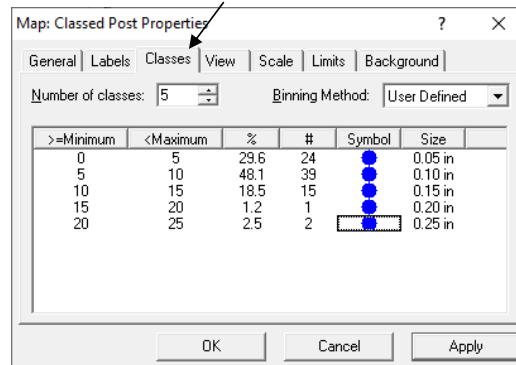 Map: Classed Post Properties ? ×
General Labels Classes View Scale Limits Background
Number of classes: 5 Binning Method: User Defined
>=Minimum <Maximum % # Symbol Size
0 5 29.6 24 0.05 in
5 10 48.1 39 0.10 in
10 15 18.5 15 0.15 in
15 20 1.2 1 0.20 in
20 25 2.5 2 0.25 in
OK Cancel Apply